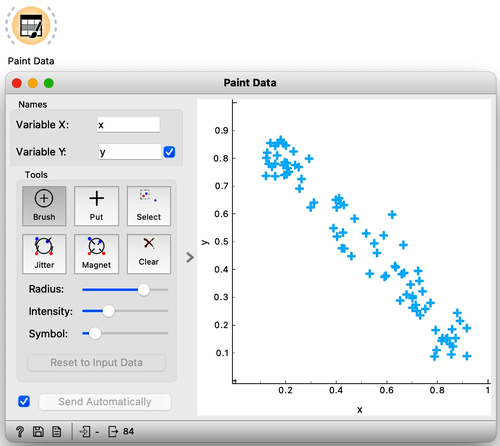 Paint Data
Paint Data
Names
Variable X: x
Variable Y: y
Tools
Brush Put Select
Jitter Magnet Clear
Radius:
Intensity:
Symbol:
Reset to Input Data
Send Automatically
? - 84
y
0.9
0.8
0.7
0.6
0.5
0.4
0.3
0.2
0.1
0.2 0.4 0.6 0.8 1
x